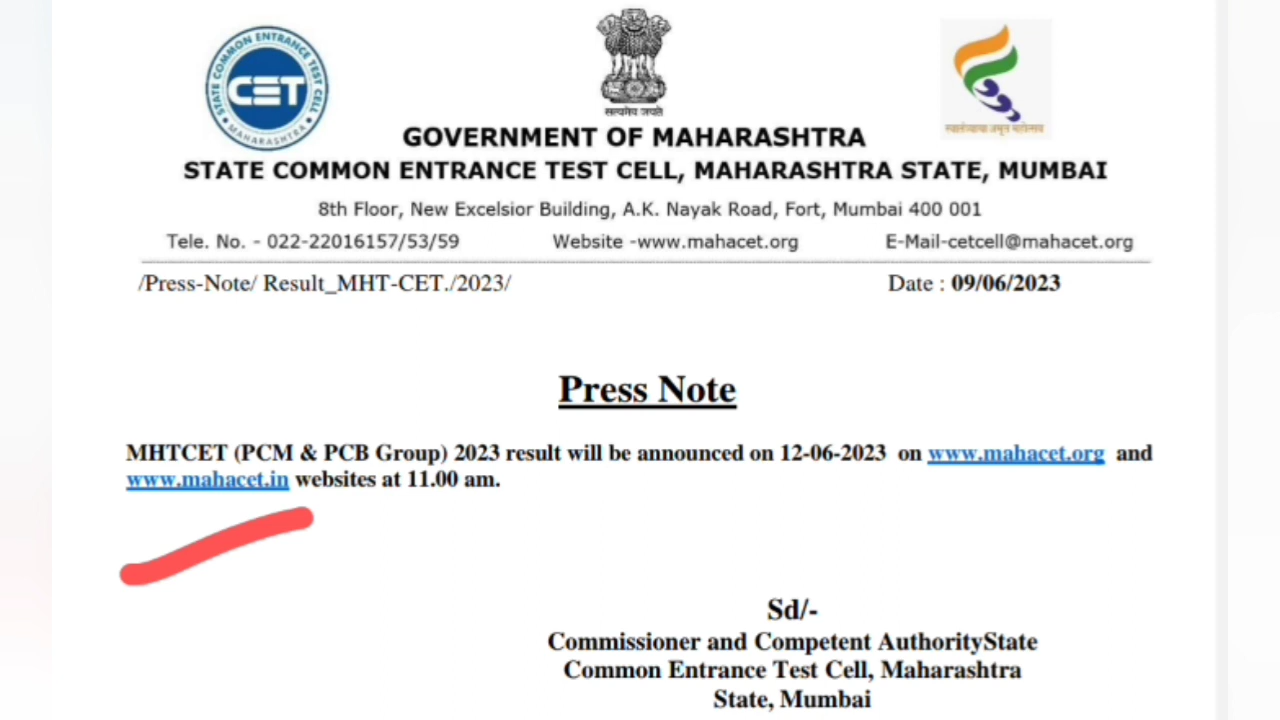 STATE COMMON ENTRANCE TEST CELL
CET
MAHARASHTRA
सत्यमेव जयते
स्वातंत्र्याचा अमृत महोत्सव
GOVERNMENT OF MAHARASHTRA
STATE COMMON ENTRANCE TEST CELL, MAHARASHTRA STATE, MUMBAI
8th Floor, New Excelsior Building, A.K. Nayak Road, Fort, Mumbai 400 001
Tele. No. - 022-22016157/53/59 Website -www.mahacet.org E-Mail-cetcell@mahacet.org
/Press-Note/ Result_MHT-CET./2023/ Date : 09/06/2023
Press Note
MHTCET (PCM & PCB Group) 2023 result will be announced on 12-06-2023 on www.mahacet.org and
www.mahacet.in websites at 11.00 am.
Sd/-
Commissioner and Competent AuthorityState
Common Entrance Test Cell, Maharashtra
State, Mumbai